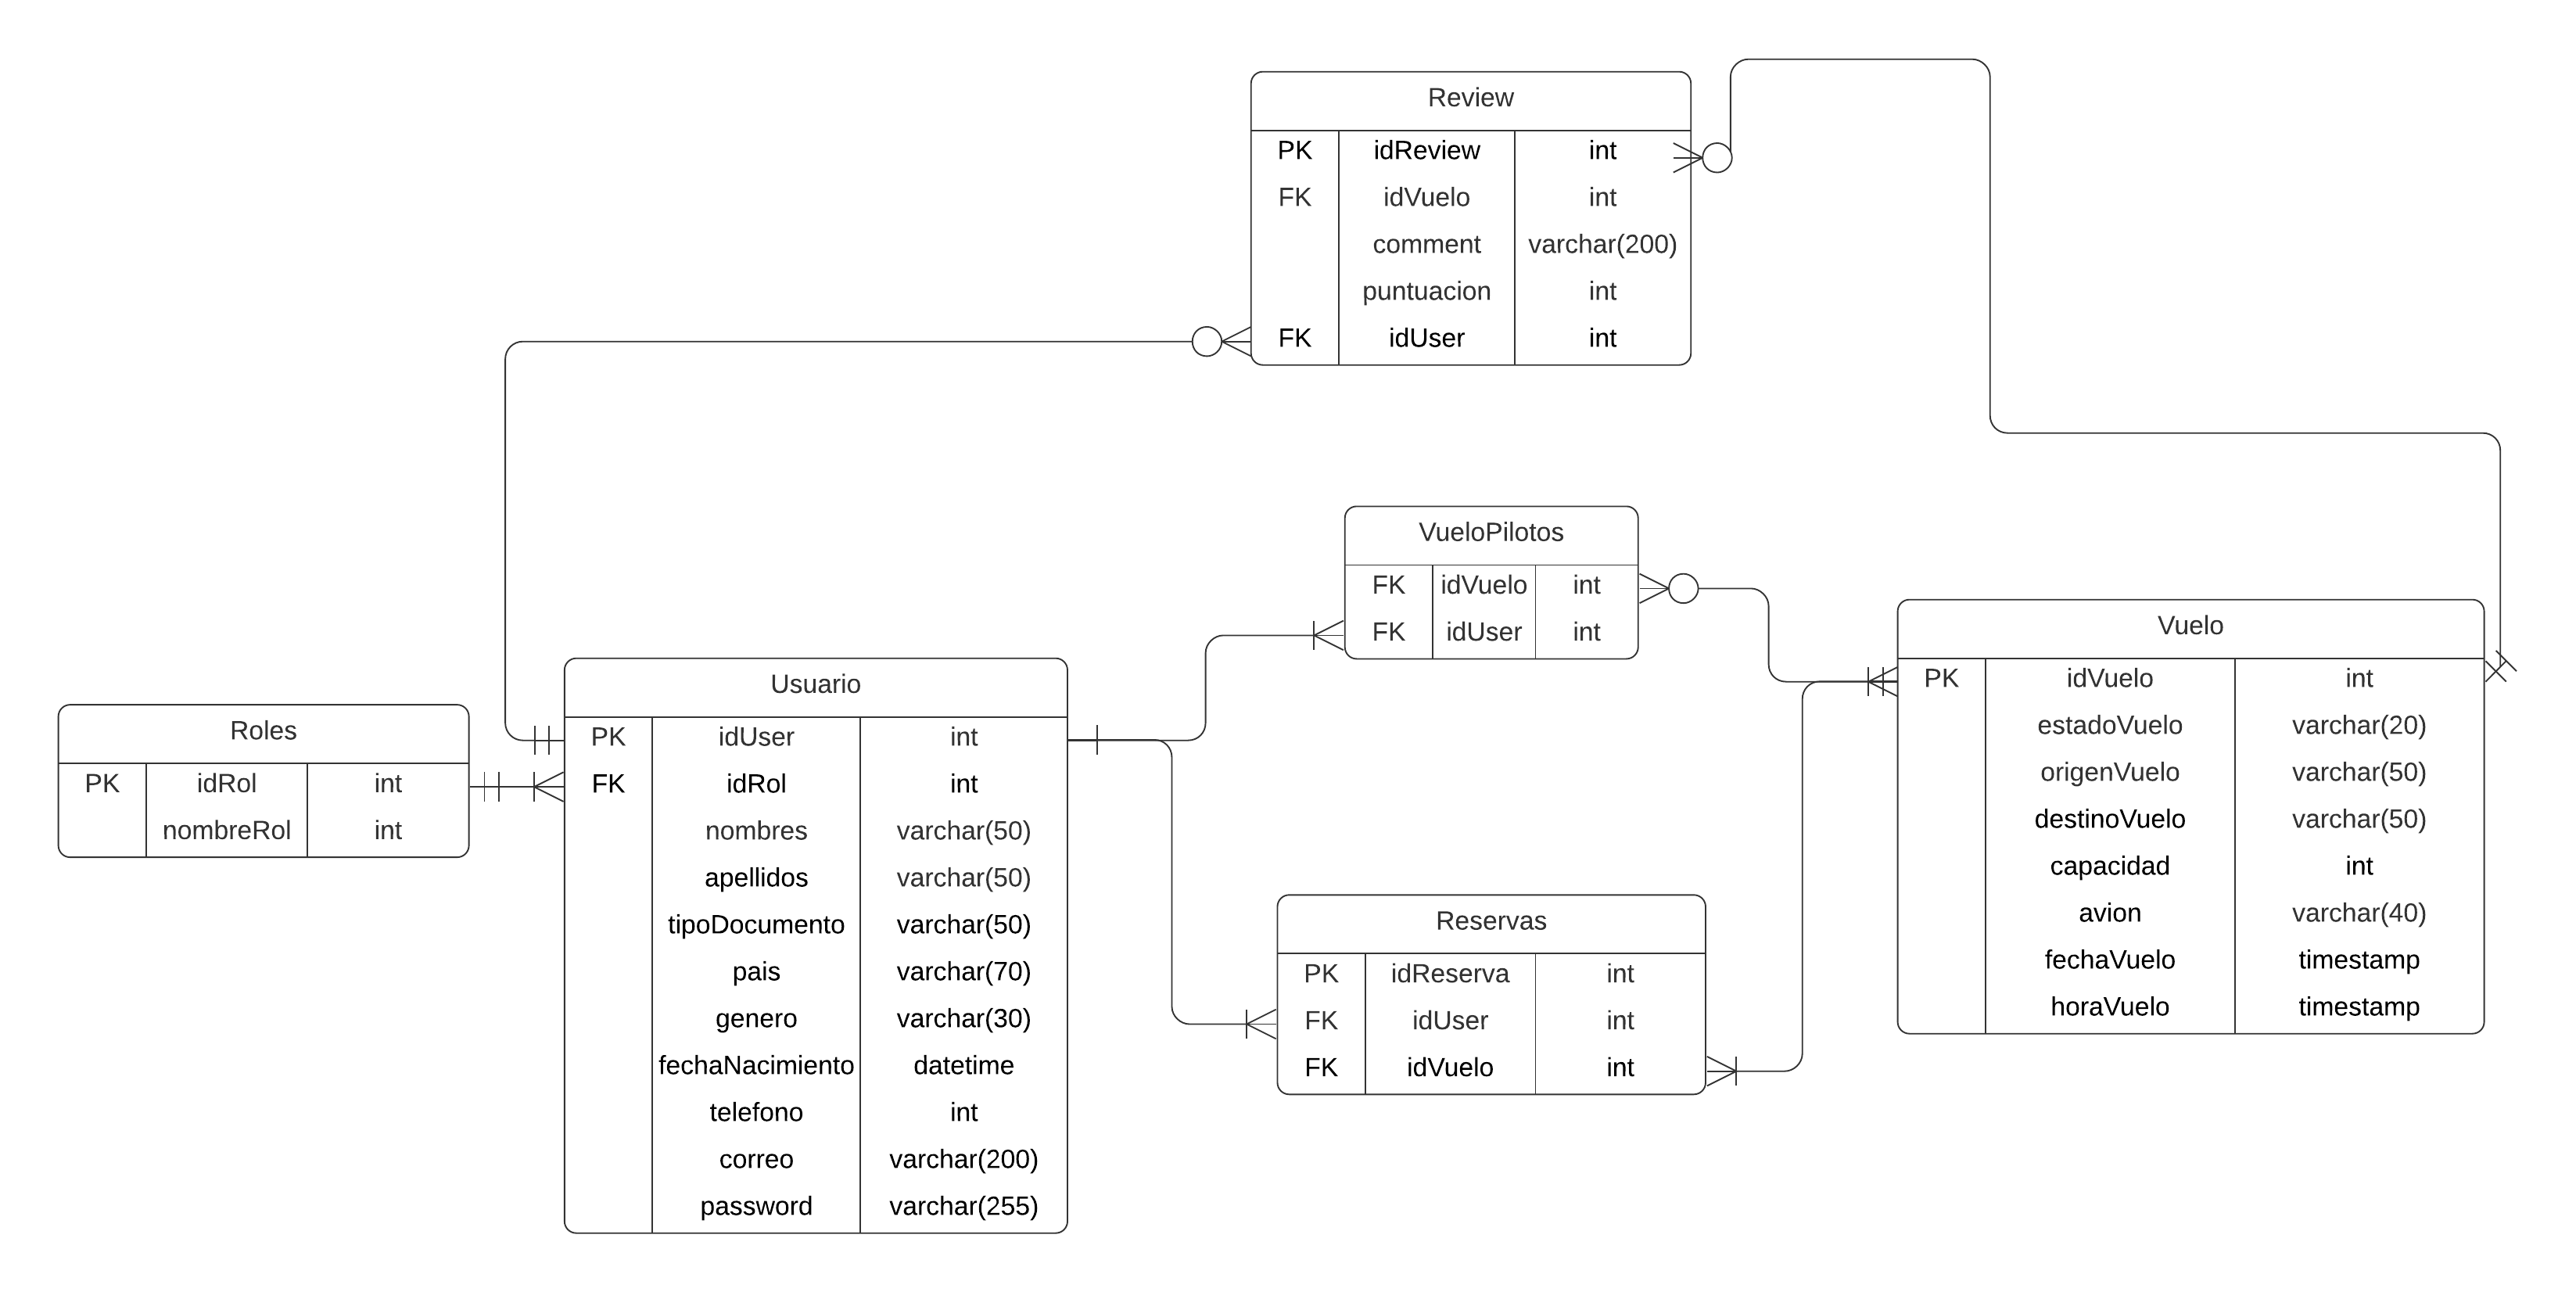 Review
PK idReview int
FK idVuelo int
comment varchar(200)
puntuacion int
FK idUser int
VueloPilotos
FK idVuelo int
FK idUser int
Vuelo
PK idVuelo int
estadoVuelo varchar(20)
origenVuelo varchar(50)
destinoVuelo varchar(50)
capacidad int
avion varchar(40)
fechaVuelo timestamp
horaVuelo timestamp
Usuario
PK idUser int
FK idRol int
nombres varchar(50)
apellidos varchar(50)
tipoDocumento varchar(50)
pais varchar(70)
genero varchar(30)
fechaNacimiento datetime
telefono int
correo varchar(200)
password varchar(255)
Roles
PK idRol int
nombreRol int
Reservas
PK idReserva int
FK idUser int
FK idVuelo int